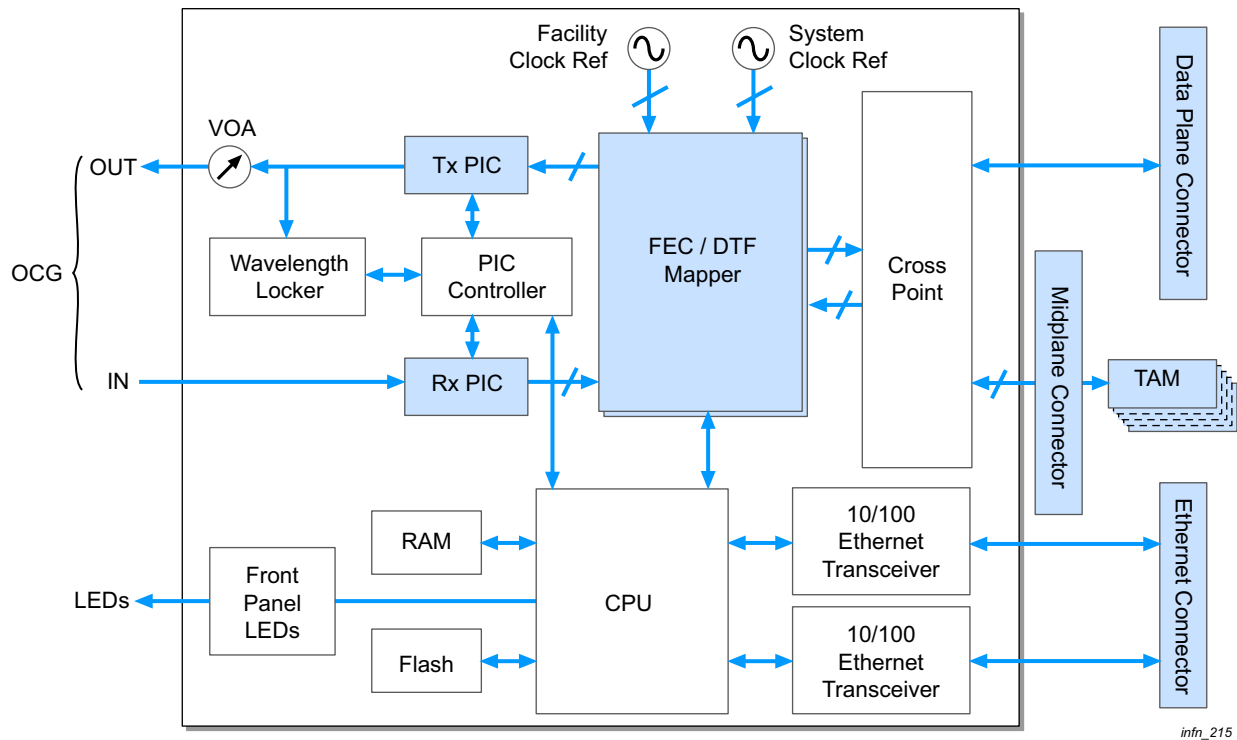 Facility
Clock Ref
System
Clock Ref
VOA
OUT
Tx PIC
Data Plane Connector
OCG
Wavelength
Locker
PIC
Controller
FEC / DTF
Mapper
Cross
Point
Midplane Connector
IN
Rx PIC
TAM
RAM
10/100
Ethernet
Transceiver
Ethernet Connector
LEDs
Front
Panel
LEDs
CPU
Flash
10/100
Ethernet
Transceiver
infn_215